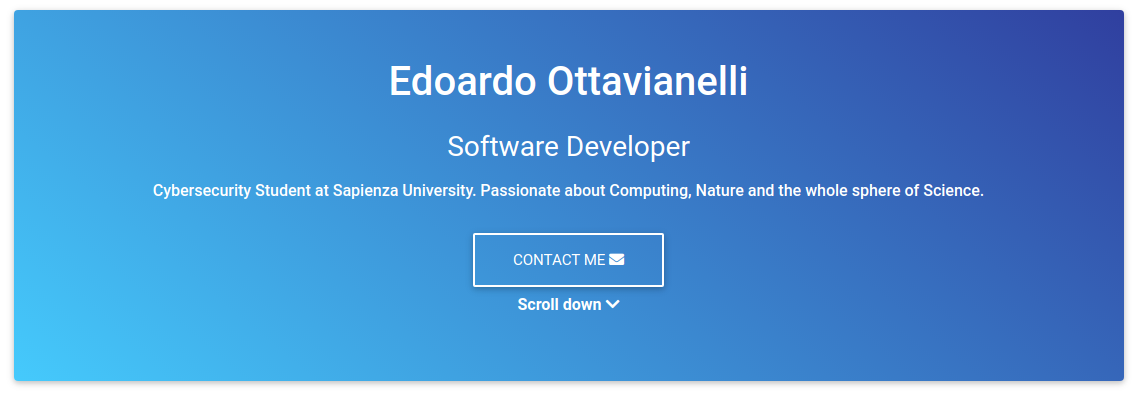 Edoardo Ottavianelli
Software Developer
Cybersecurity Student at Sapienza University. Passionate about Computing, Nature and the whole sphere of Science.
CONTACT ME
Scroll down